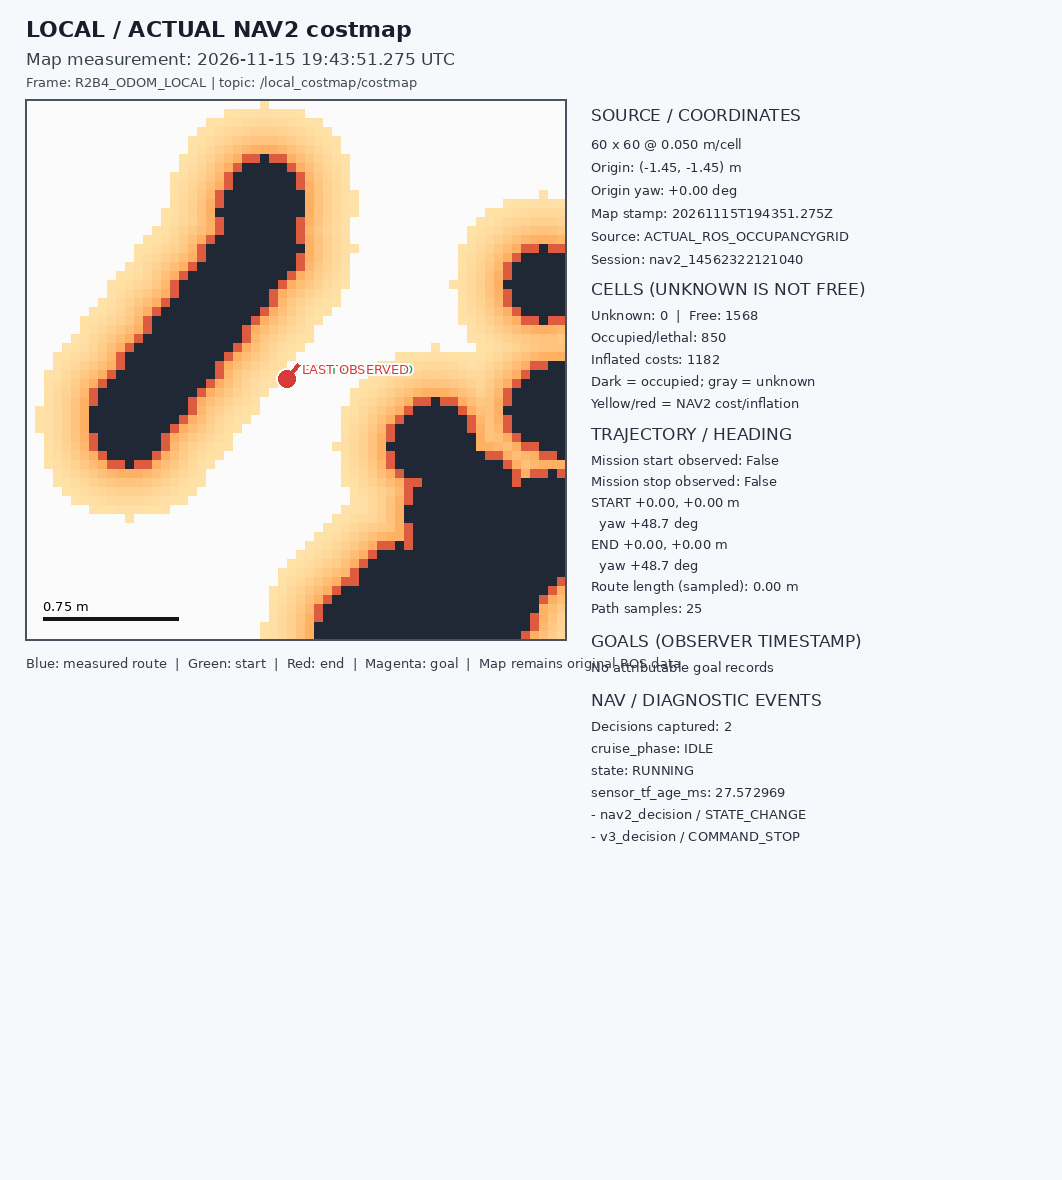 LOCAL / ACTUAL NAV2 costmap
Map measurement: 2026-11-15 19:43:51.275 UTC
Frame: R2B4_ODOM_LOCAL | topic: /local_costmap/costmap
LAST OBSERVED
0.75 m
Blue: measured route | Green: start | Red: end | Magenta: goal | Map remains original ROS data
SOURCE / COORDINATES
60 x 60 @ 0.050 m/cell
Origin: (-1.45, -1.45) m
Origin yaw: +0.00 deg
Map stamp: 20261115T194351.275Z
Source: ACTUAL_ROS_OCCUPANCYGRID
Session: nav2_14562322121040
CELLS (UNKNOWN IS NOT FREE)
Unknown: 0 | Free: 1568
Occupied/lethal: 850
Inflated costs: 1182
Dark = occupied; gray = unknown
Yellow/red = NAV2 cost/inflation
TRAJECTORY / HEADING
Mission start observed: False
Mission stop observed: False
START +0.00, +0.00 m
yaw +48.7 deg
END +0.00, +0.00 m
yaw +48.7 deg
Route length (sampled): 0.00 m
Path samples: 25
GOALS (OBSERVER TIMESTAMP)
No attributable goal records
NAV / DIAGNOSTIC EVENTS
Decisions captured: 2
cruise_phase: IDLE
state: RUNNING
sensor_tf_age_ms: 27.572969
- nav2_decision / STATE_CHANGE
- v3_decision / COMMAND_STOP